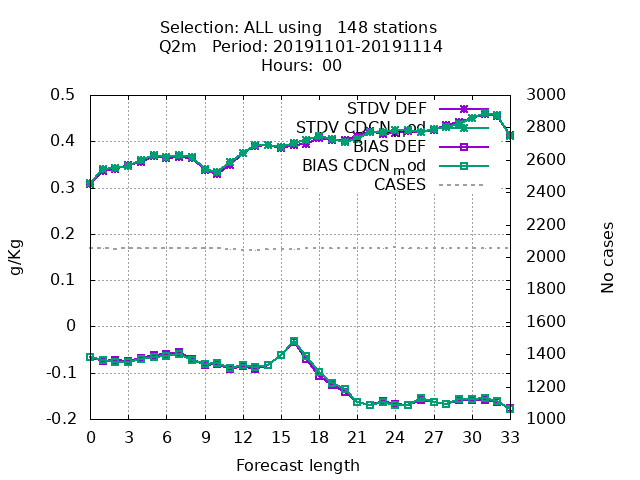 Selection: ALL using 148 stations
Q2m Period: 20191101-20191114
Hours: 00
STDV DEF
STDV CDCN_mod
BIAS DEF
BIAS CDCN_mod
CASES
0.5
0.4
0.3
0.2
0.1
0
-0.1
-0.2
g/Kg
3000
2800
2600
2400
2200
2000
1800
1600
1400
1200
1000
No cases
0 3 6 9 12 15 18 21 24 27 30 33
Forecast length